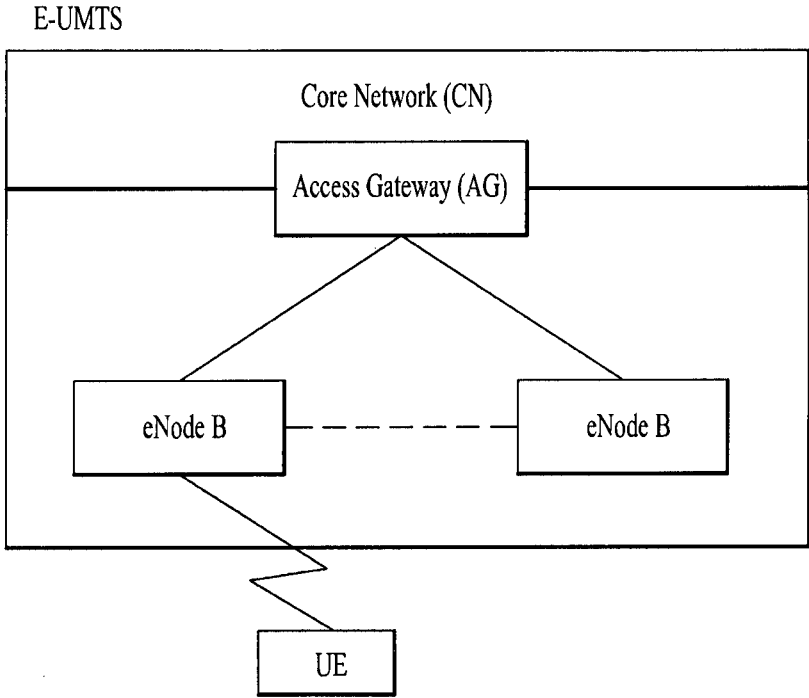 E-UMTS
Core Network (CN)
Access Gateway (AG)
eNode B
eNode B
UE